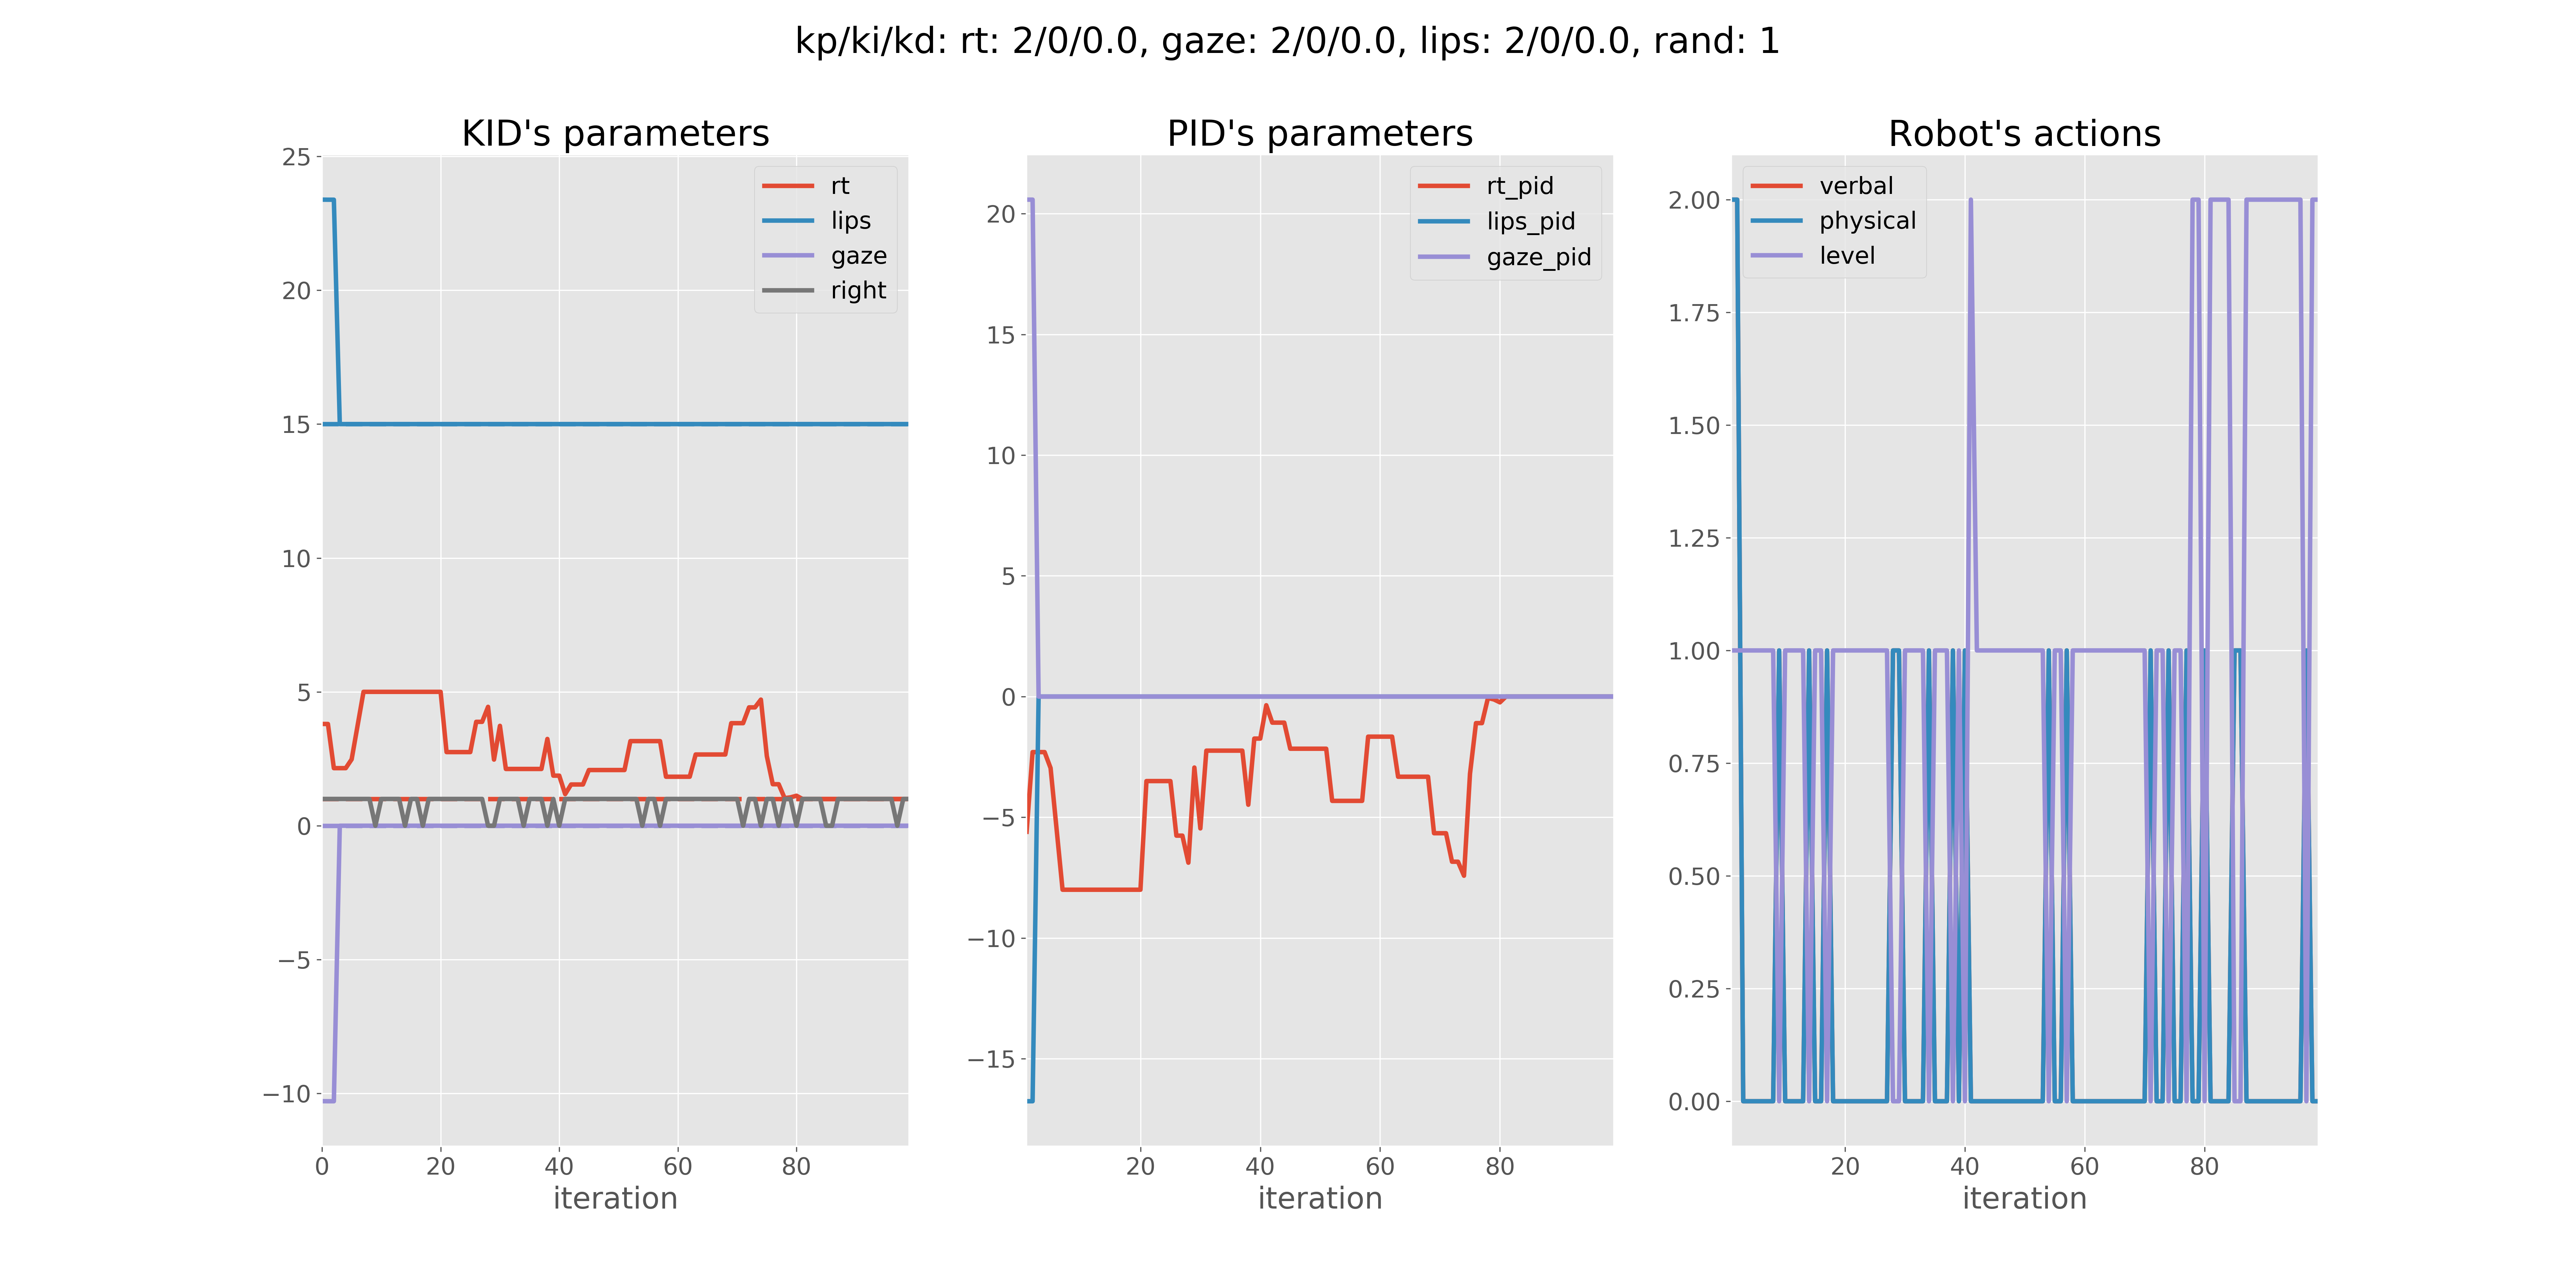 kp/ki/kd: rt: 2/0/0.0, gaze: 2/0/0.0, lips: 2/0/0.0, rand: 1
KID's parameters
25
20
15
10
5
0
−5
−10
rt
lips
gaze
right
0 20 40 60 80
iteration
PID's parameters
20
15
10
5
0
−5
−10
−15
rt_pid
lips_pid
gaze_pid
20 40 60 80
iteration
Robot's actions
2.00
1.75
1.50
1.25
1.00
0.75
0.50
0.25
0.00
verbal
physical
level
20 40 60 80
iteration